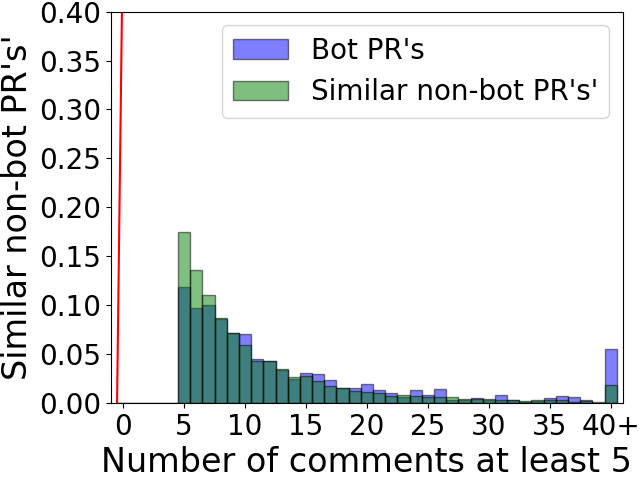 0.40
0.35
0.30
0.25
0.20
0.15
0.10
0.05
0.00
Similar non-bot PR's'
Bot PR's
Similar non-bot PR's'
0 5 10 15 20 25 30 35 40+
Number of comments at least 5